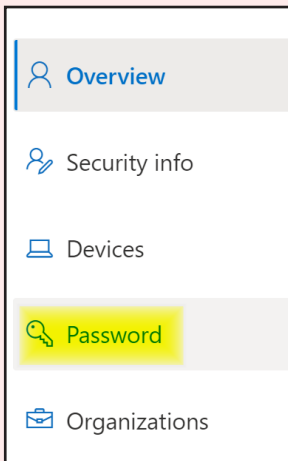 Overview
Security info
Devices
Password
Organizations